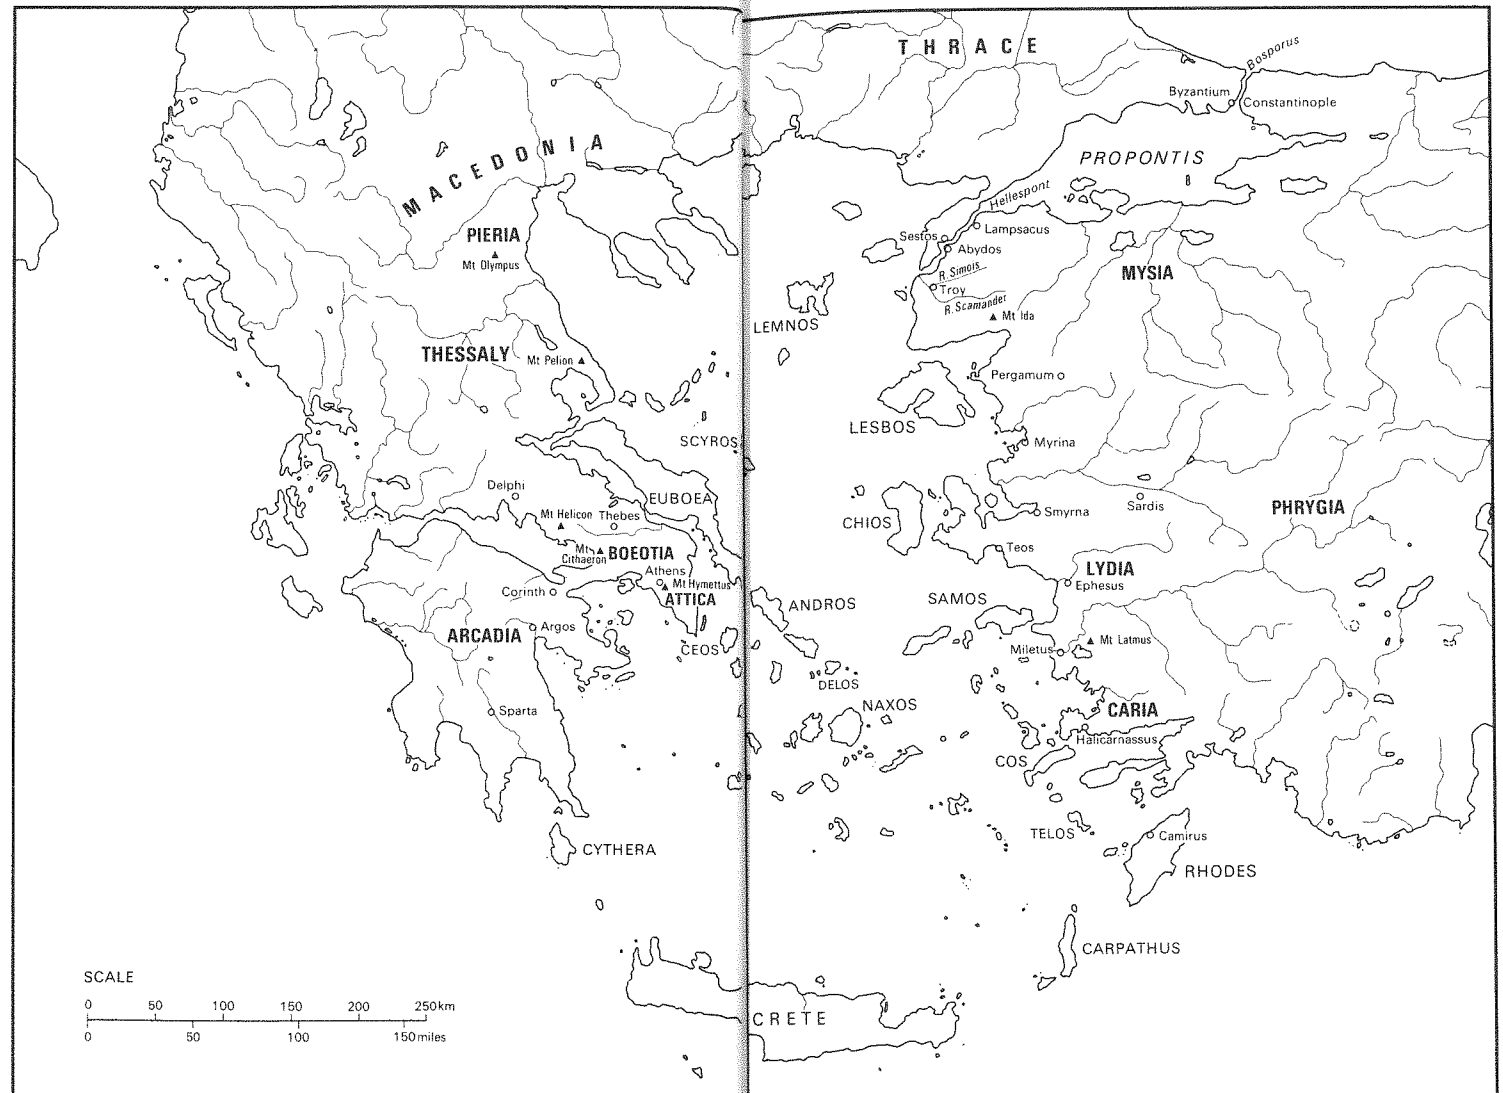 THRACE
Bosporus
Byzantium
Constantinople
MACEDONIA
PROPONTIS
Hellespont
PIERIA
Mt Olympus
Sestos
Lampsacus
Abydos
R. Simois
Troy
R. Scamander
Mt Ida
MYSIA
LEMNOS
THESSALY
Mt Pelion
Pergamum
LESBOS
SCYROS
Myrina
Delphi
EUBOEA
Mt Helicon
Thebes
CHIOS
Smyrna
Sardis
PHRYGIA
Mt
Cithaeron
BOEOTIA
Teos
Athens
Mt Hymettus
ATTICA
LYDIA
Ephesus
Corinth
ANDROS
SAMOS
ARCADIA
Argos
CEOS
Miletus
Mt Latmus
DELOS
Sparta
NAXOS
CARIA
Halicarnassus
COS
TELOS
Camirus
CYTHERA
RHODES
CARPATHUS
CRETE
SCALE
0 50 100 150 200 250km
0 50 100 150miles